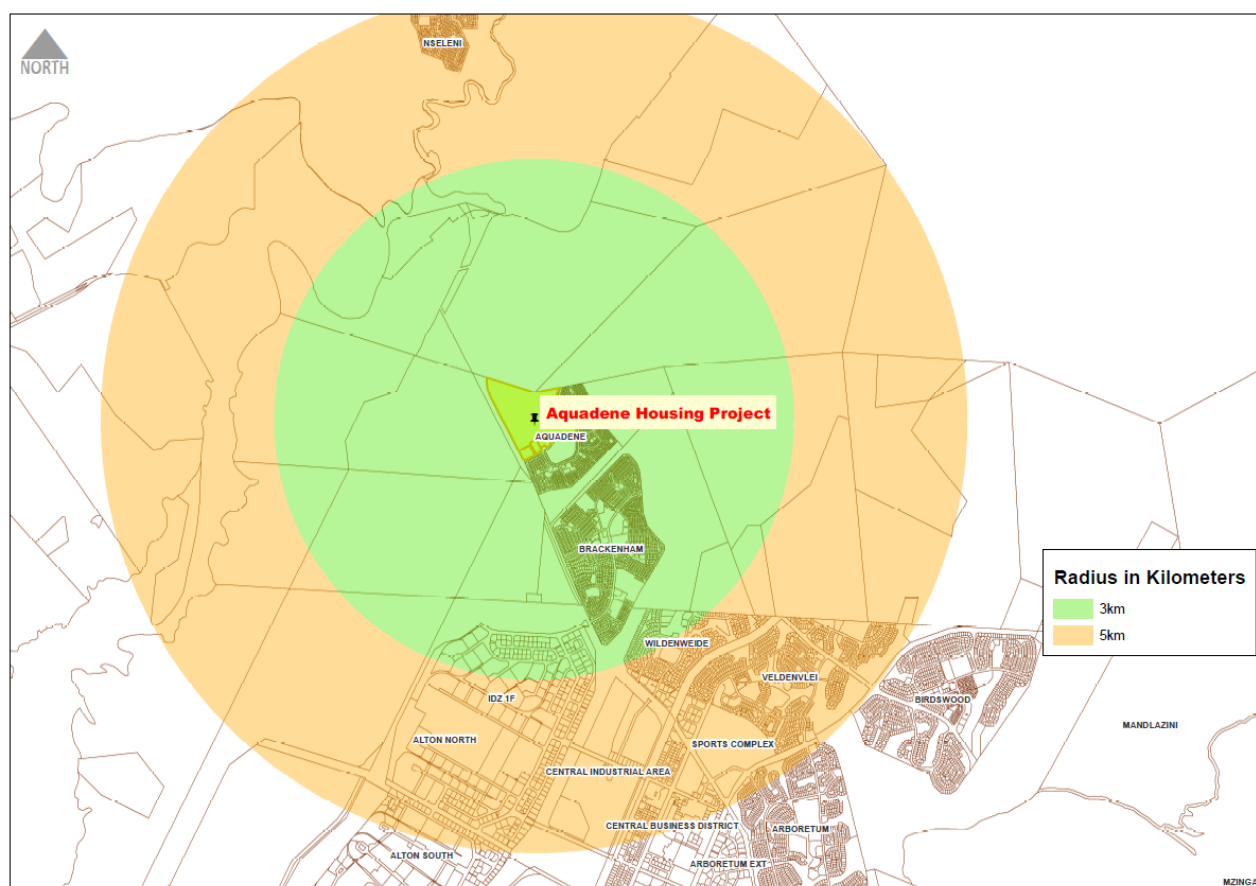 NSELENI
NORTH
Aquadene Housing Project
AQUADENE
BRACKENHAM
Radius in Kilometers
3km
5km
WILDENWEIDE
VELDENVLEI
IDZ 1F
BIRDSWOOD
MANDLAZINI
ALTON NORTH
SPORTS COMPLEX
CENTRAL INDUSTRIAL AREA
CENTRAL BUSINESS DISTRICT
ARBORETUM
ALTON SOUTH
ARBORETUM EXT
MZINGA